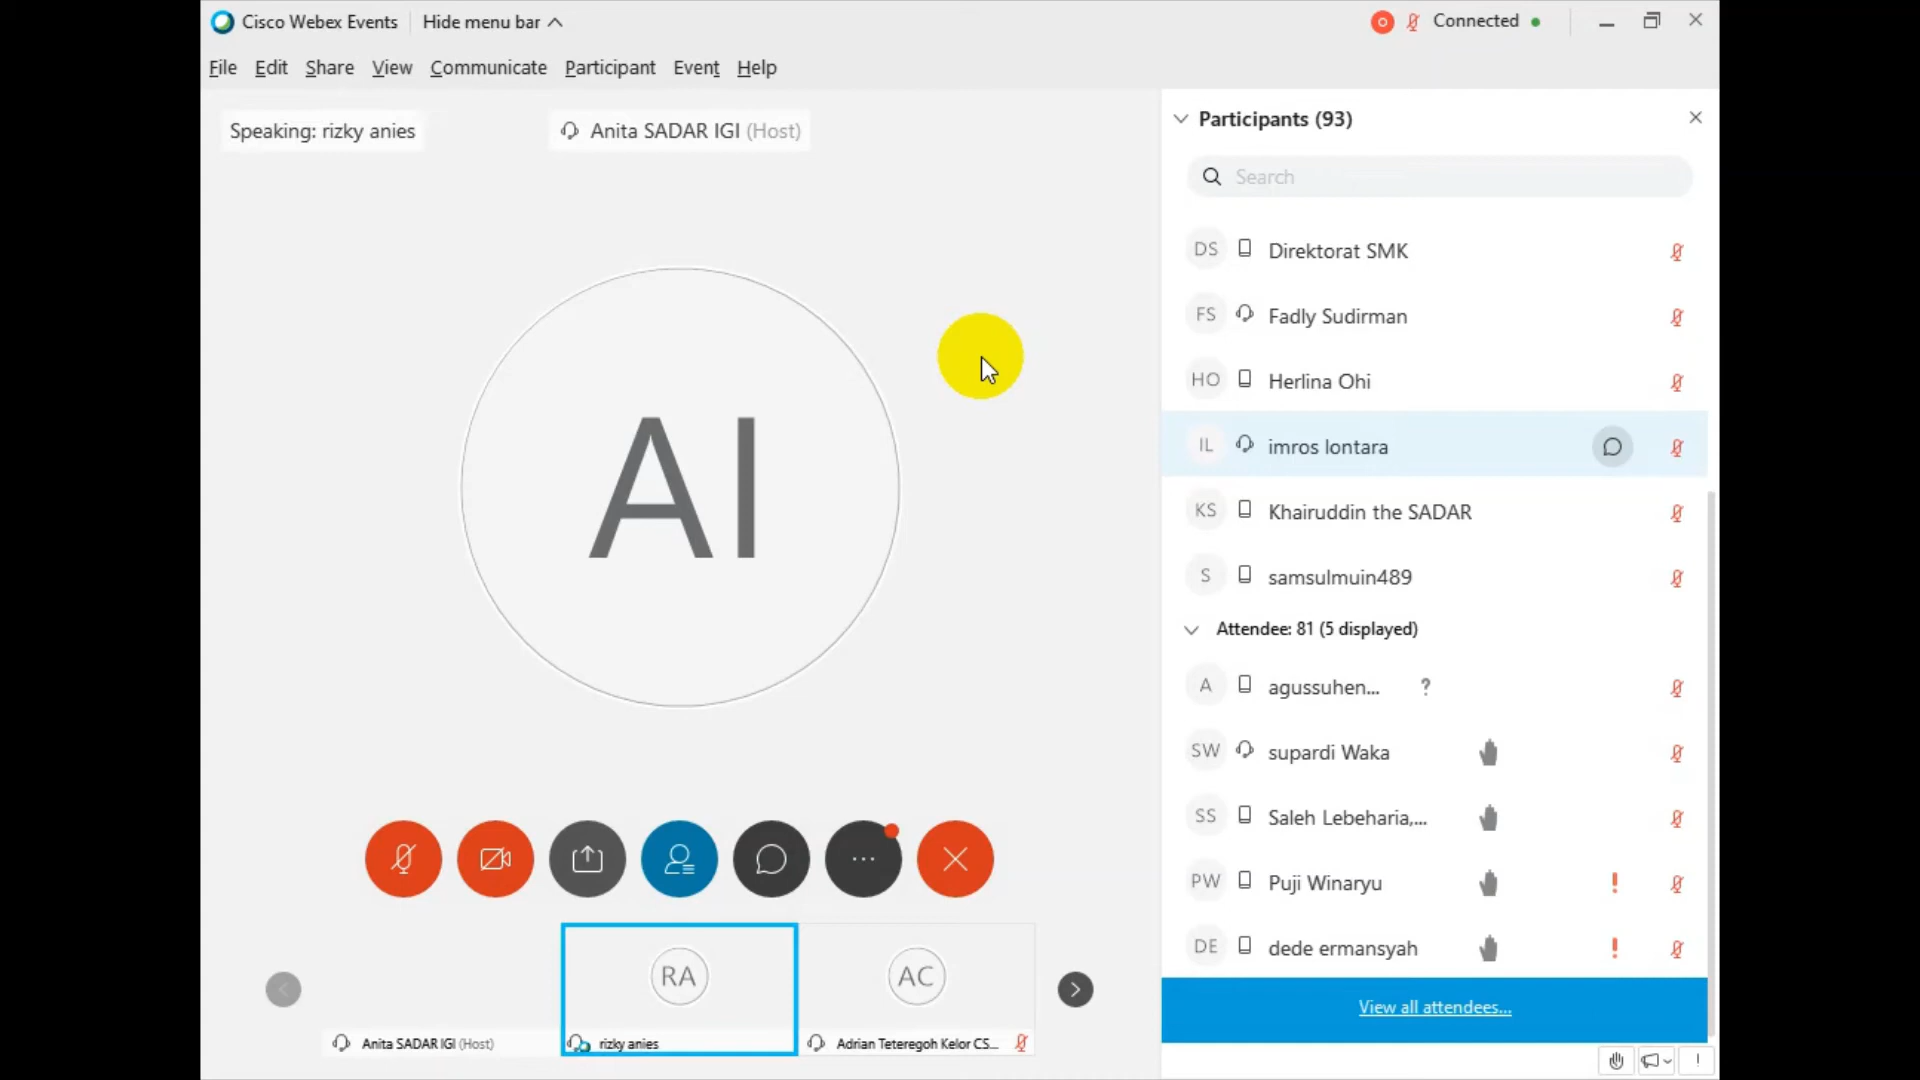 Cisco Webex Events
Hide menu bar
Connected
File Edit Share View Communicate Participant Event Help
Speaking: rizky anies
Anita SADAR IGI (Host)
AI
RA
AC
Anita SADAR IGI (Host)
rizky anies
Adrian Teteregoh Kelor CS...
Participants (93)
Search
DS Direktorat SMK
FS Fadly Sudirman
HO Herlina Ohi
IL imros lontara
KS Khairuddin the SADAR
S samsulmuin489
Attendee: 81 (5 displayed)
A agussuhen... ?
SW supardi Waka
SS Saleh Lebeharia,...
PW Puji Winaryu !
DE dede ermansyah !
View all attendees...
!